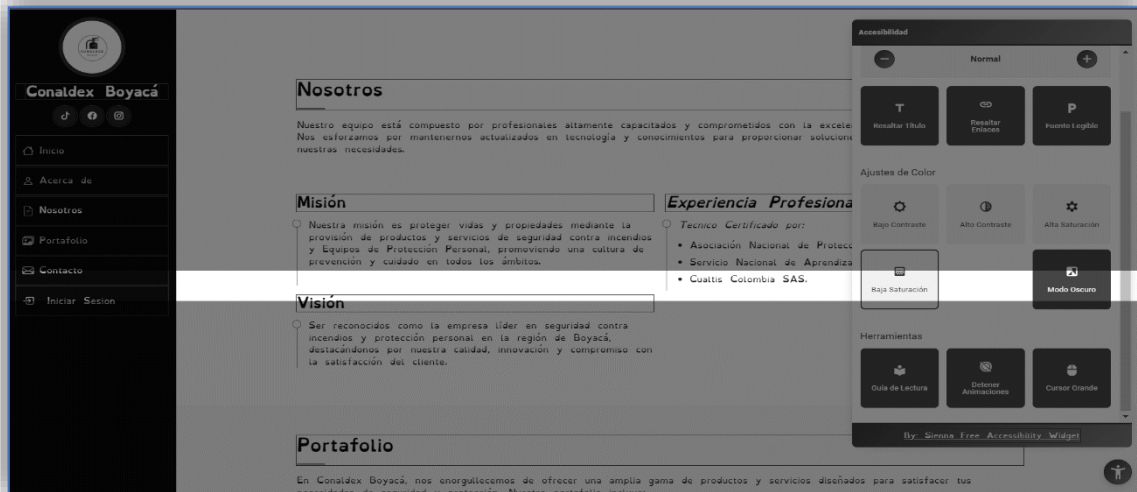 Conaldex Boyacá
Inicio
Acerca de
Nosotros
Portafolio
Contacto
Iniciar Sesion
Nosotros
Nuestro equipo está compuesto por profesionales altamente capacitados y comprometidos con la excele
Nos esforzamos por mantenernos actualizados en tecnología y conocimientos para proporcionar solucione
nuestras necesidades.
Misión
Nuestra misión es proteger vidas y propiedades mediante la
provisión de productos y servicios de seguridad contra incendios
y Equipos de Protección Personal, promoviendo una cultura de
prevención y cuidado en todos los ámbitos.
Visión
Ser reconocidos como la empresa líder en seguridad contra
incendios y protección personal en la región de Boyacá,
destacándonos por nuestra calidad, innovación y compromiso con
la satisfacción del cliente.
Experiencia Profesiona
Tecnico Certificado por:
• Asociación Nacional de Protecc
• Servicio Nacional de Aprendiza
• Cualtis Colombia SAS.
Portafolio
En Conaldex Boyacá, nos enorgullecemos de ofrecer una amplia gama de productos y servicios diseñados para satisfacer tus
Accesibilidad
Normal
Resaltar Título
Resaltar
Enlaces
Fuente Legible
Ajustes de Color
Bajo Contraste
Alto Contraste
Alta Saturación
Baja Saturación
Modo Oscuro
Herramientas
Guía de Lectura
Detener
Animaciones
Cursor Grande
By: Sienna Free Accessibility Widget